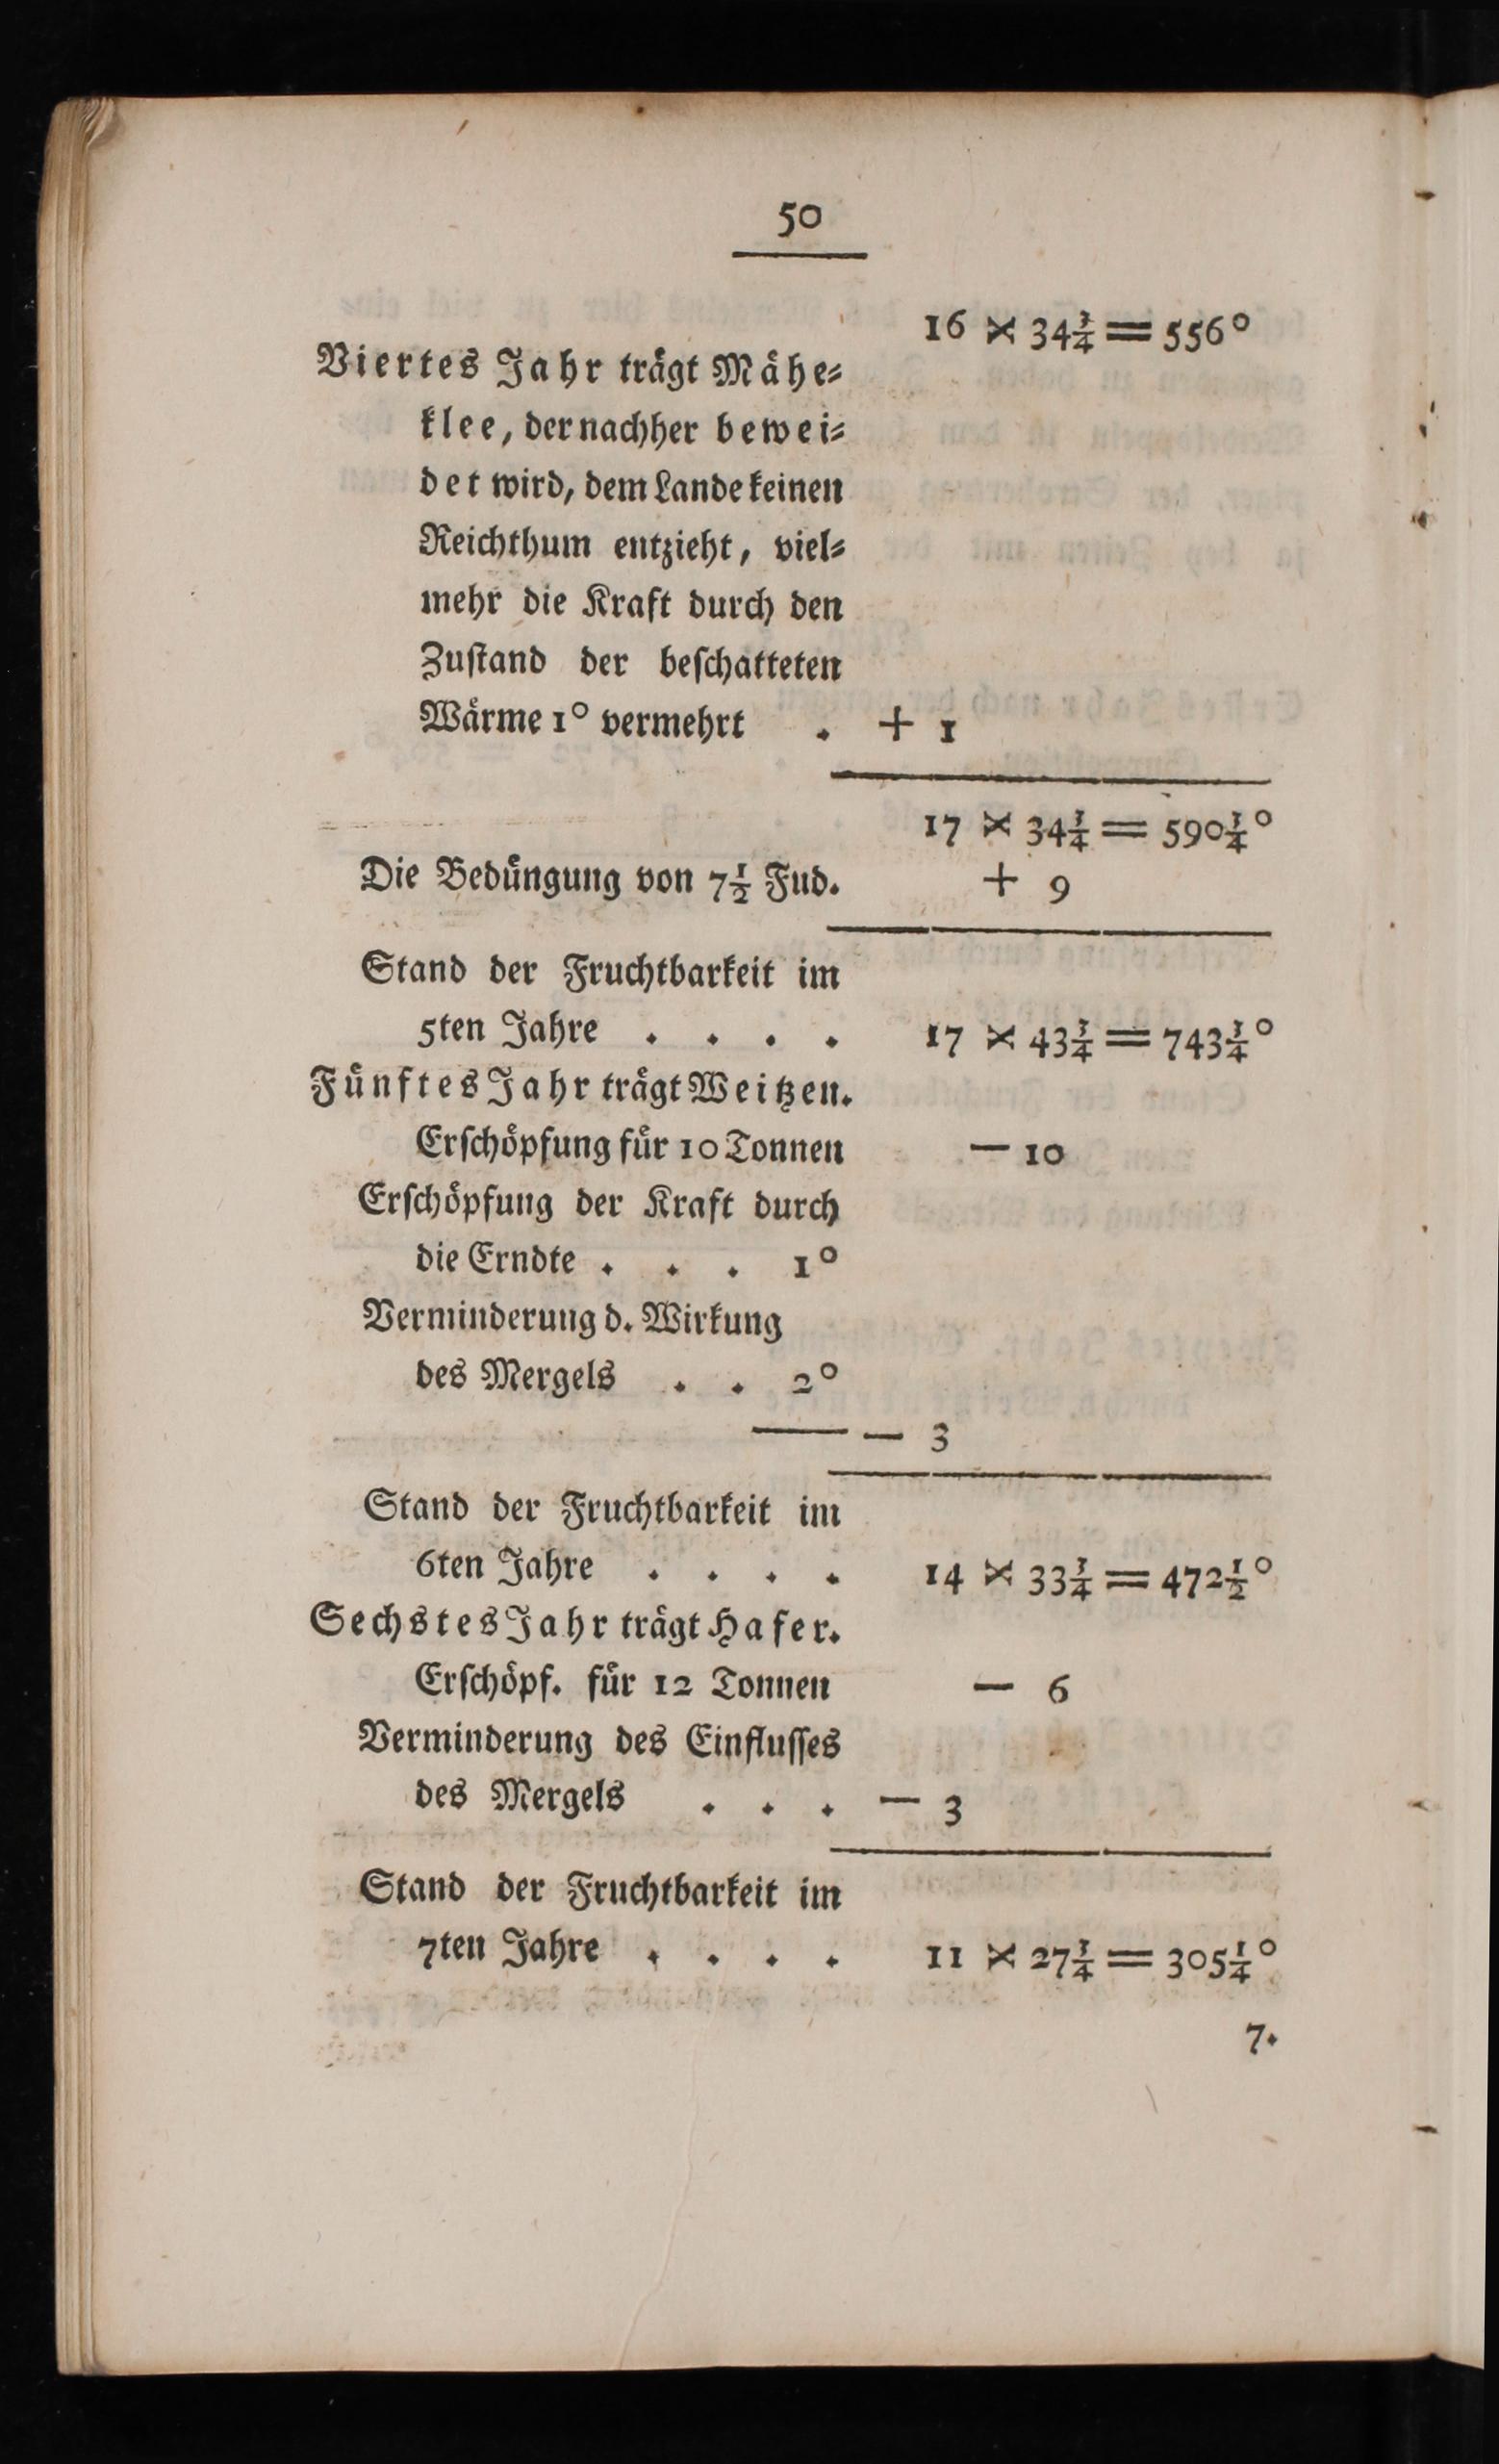 50
16 × 34¾ = 556°
Viertes Jahr trägt Mähe⸗
klee, der nachher bewei⸗
det wird, dem Lande keinen
Reichthum entzieht, viel⸗
mehr die Kraft durch den
Zuſtand der beſchatteten
Wärme 1° vermehrt . + 1
17 × 34¾ = 590¾°
Die Bedüngung von 7½ Fud. + 9
Stand der Fruchtbarkeit im
5ten Jahre . . . . 17 × 43¾ = 743¾°
Fünftes Jahr trägt Weitzen.
Erſchöpfung für 10 Tonnen — 10
Erſchöpfung der Kraft durch
die Erndte . . . 1°
Verminderung d. Wirkung
des Mergels . . 2°
— 3
Stand der Fruchtbarkeit im
6ten Jahre . . . . 14 × 33¾ = 472½°
Sechstes Jahr trägt Hafer.
Erſchöpf. für 12 Tonnen — 6
Verminderung des Einfluſſes
des Mergels . . . — 3
Stand der Fruchtbarkeit im
7ten Jahre . . . . 11 × 27¾ = 305¼°
7.